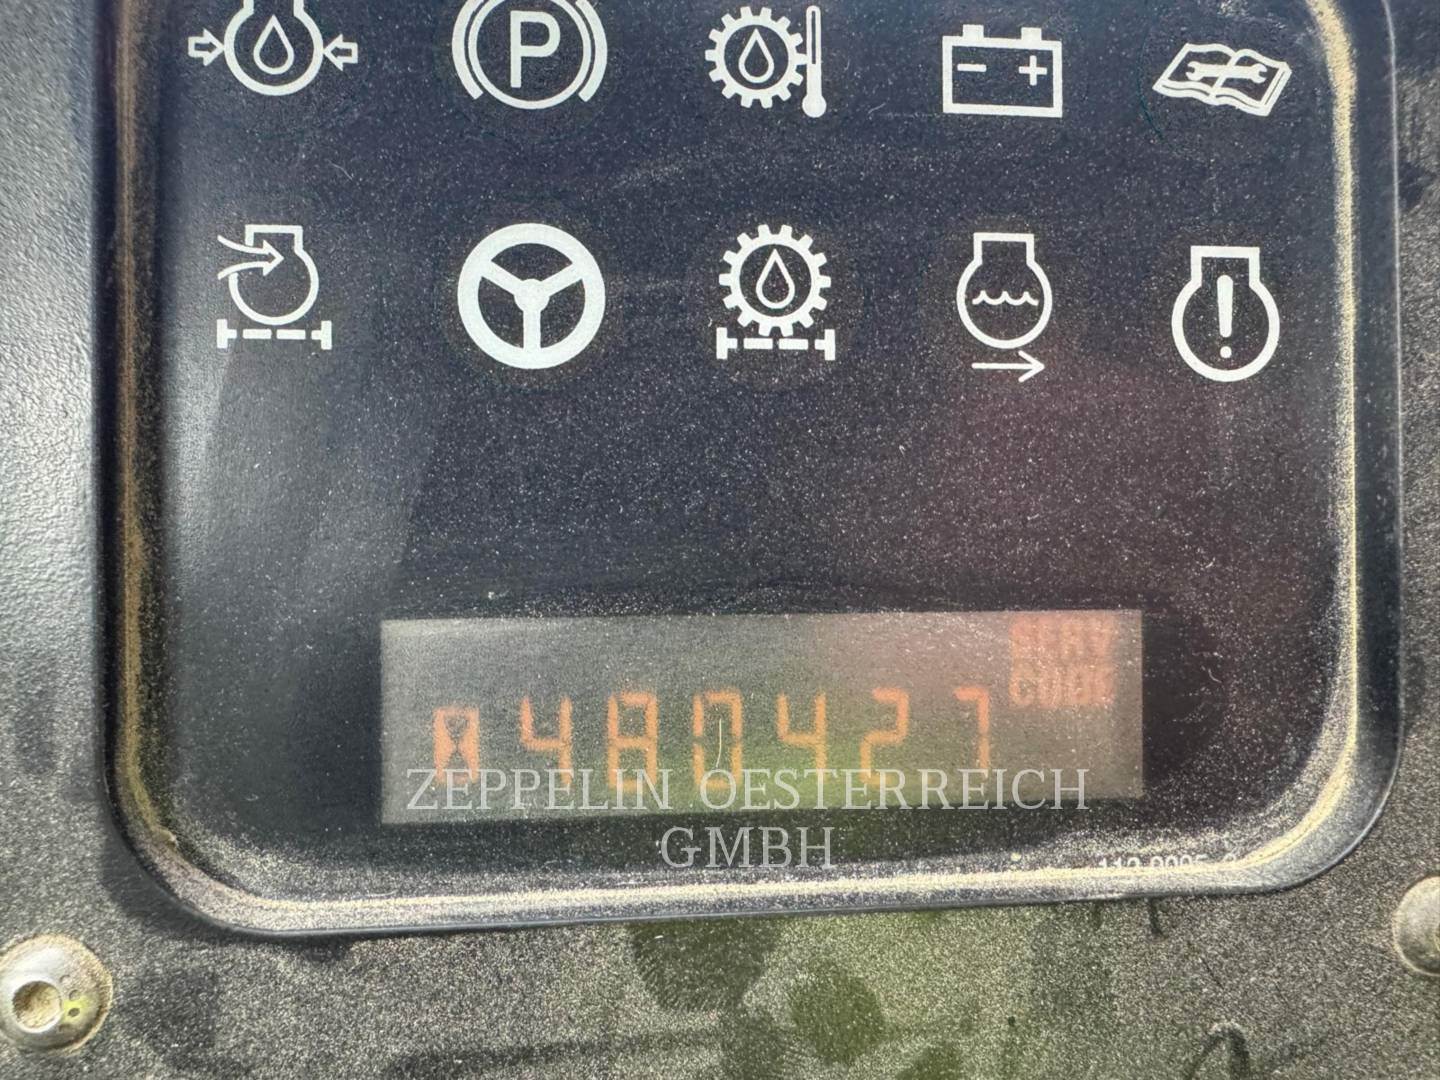 P
480427
SERV
CODE
ZEPPELIN OESTERREICH
GMBH